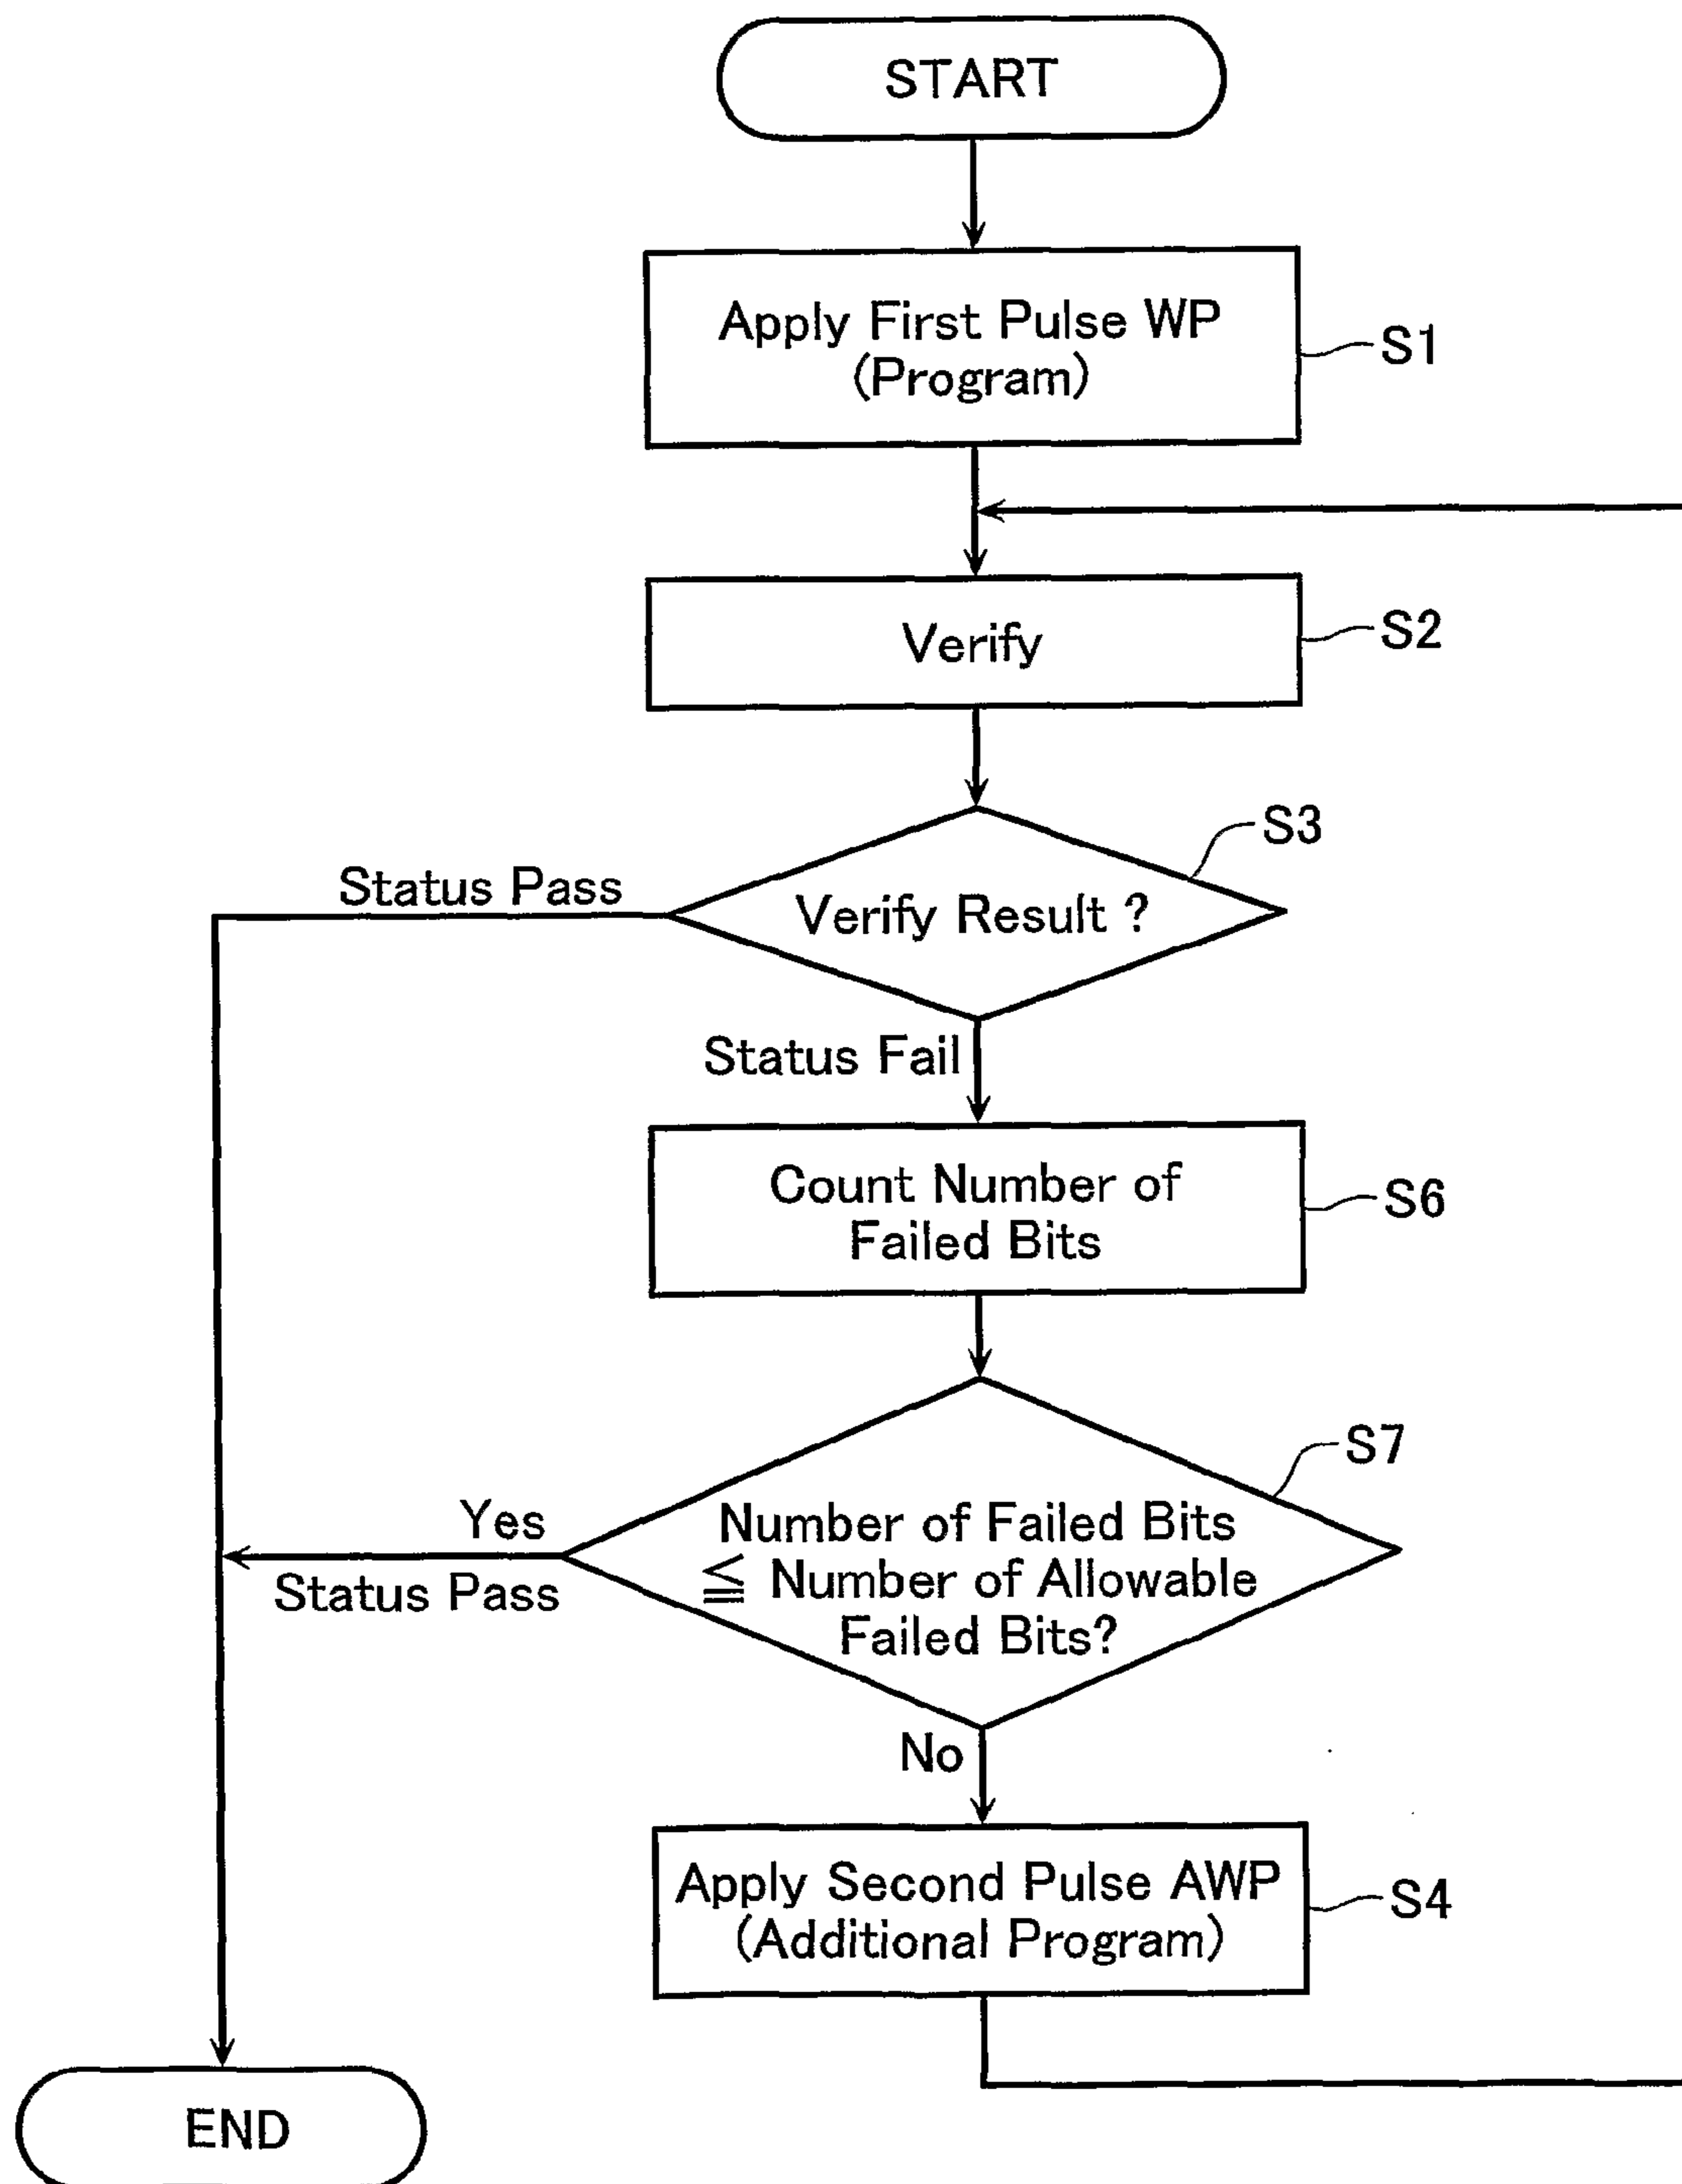 START
Apply First Pulse WP
(Program)
S1
Verify
S2
S3
Status Pass
Verify Result ?
Status Fail
Count Number of
Failed Bits
S6
S7
Yes
Number of Failed Bits
≦ Number of Allowable
Failed Bits?
Status Pass
No
Apply Second Pulse AWP
(Additional Program)
S4
END